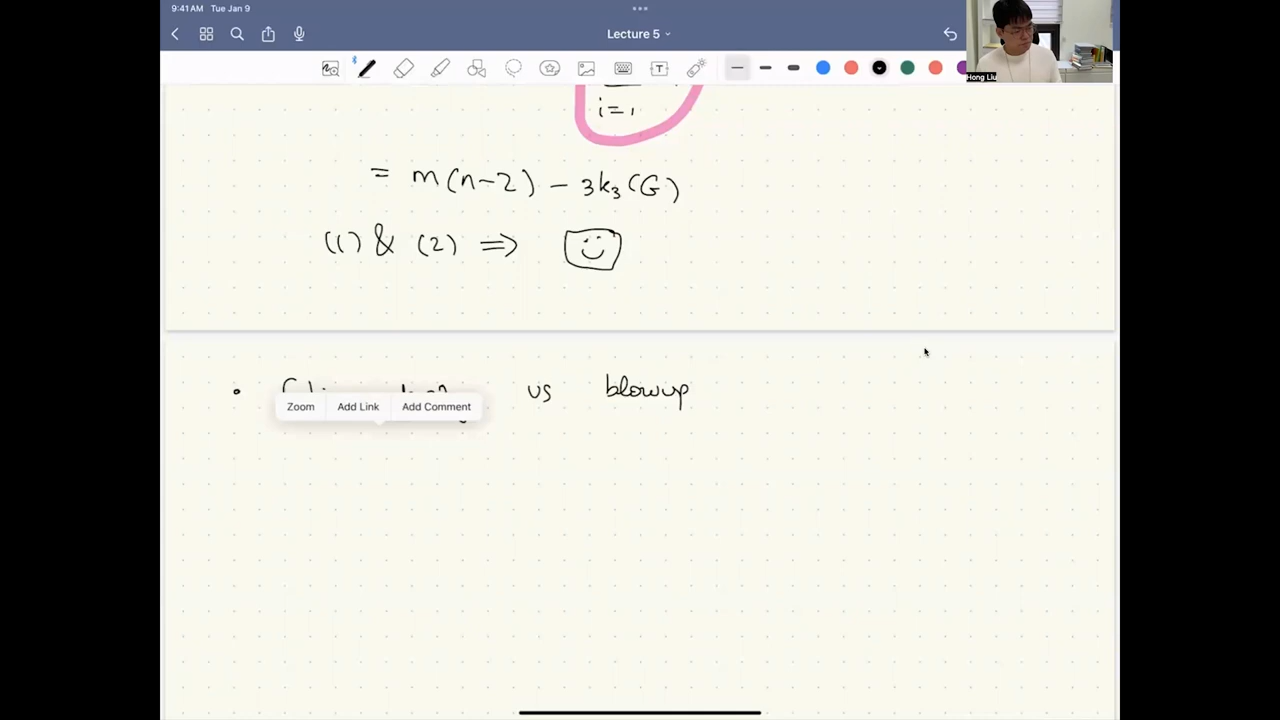 9:41 AM Tue Jan 9
Lecture 5
Hong Liu
i = 1
= m(n-2) - 3k₃(G)
(1) & (2) ⇒
• vs blowup
Zoom Add Link Add Comment